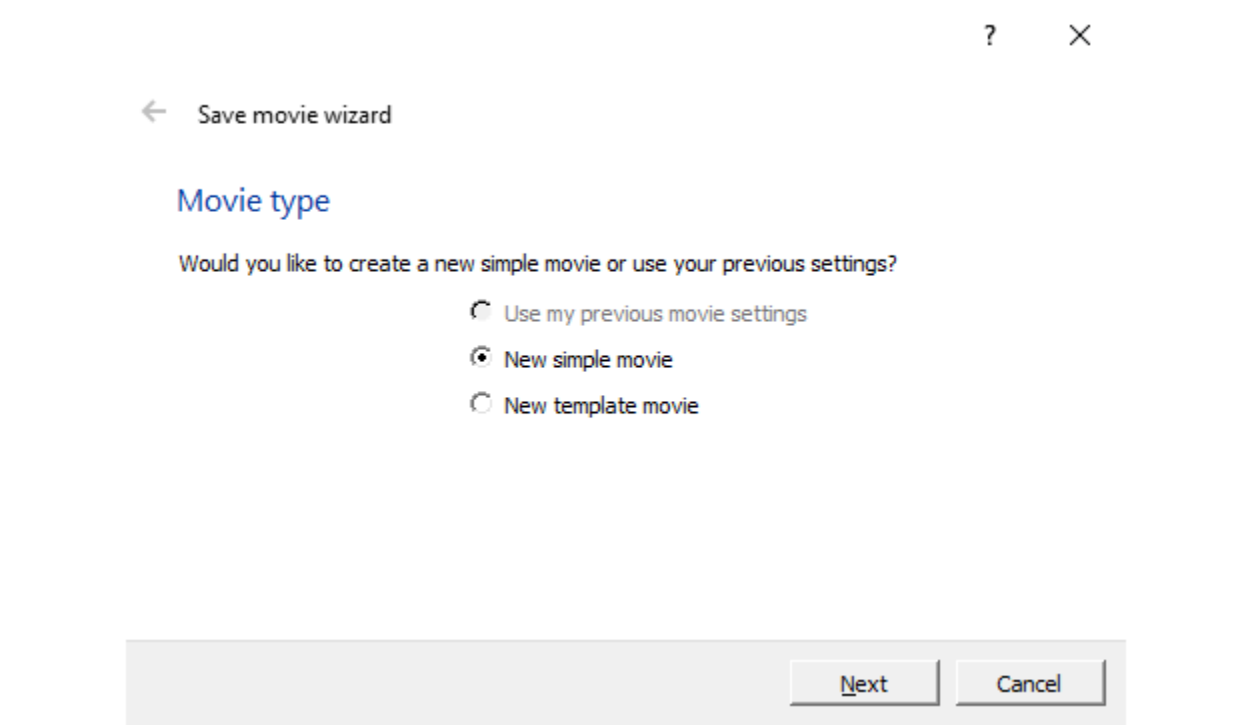 ?
Save movie wizard
Movie type
Would you like to create a new simple movie or use your previous settings?
Use my previous movie settings
New simple movie
New template movie
Next Cancel